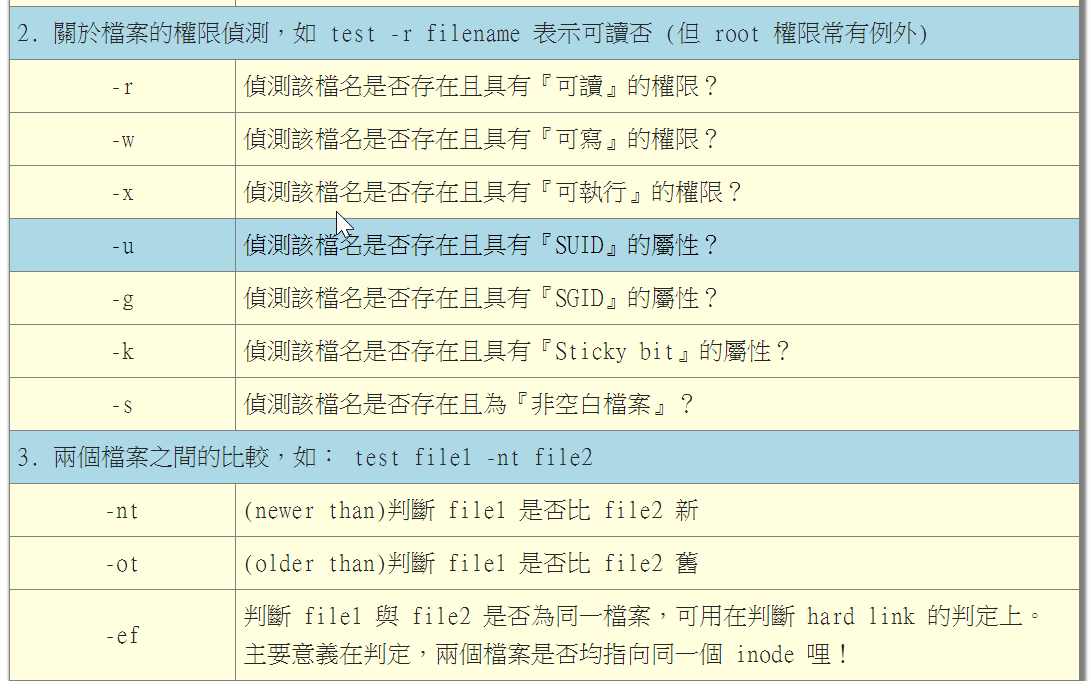 2. 關於檔案的權限偵測，如 test -r filename 表示可讀否 (但 root 權限常有例外)
-r 偵測該檔名是否存在且具有『可讀』的權限？
-w 偵測該檔名是否存在且具有『可寫』的權限？
-x 偵測該檔名是否存在且具有『可執行』的權限？
-u 偵測該檔名是否存在且具有『SUID』的屬性？
-g 偵測該檔名是否存在且具有『SGID』的屬性？
-k 偵測該檔名是否存在且具有『Sticky bit』的屬性？
-s 偵測該檔名是否存在且為『非空白檔案』？
3. 兩個檔案之間的比較，如： test file1 -nt file2
-nt (newer than)判斷 file1 是否比 file2 新
-ot (older than)判斷 file1 是否比 file2 舊
-ef 判斷 file1 與 file2 是否為同一檔案，可用在判斷 hard link 的判定上。
主要意義在判定，兩個檔案是否均指向同一個 inode 哩！